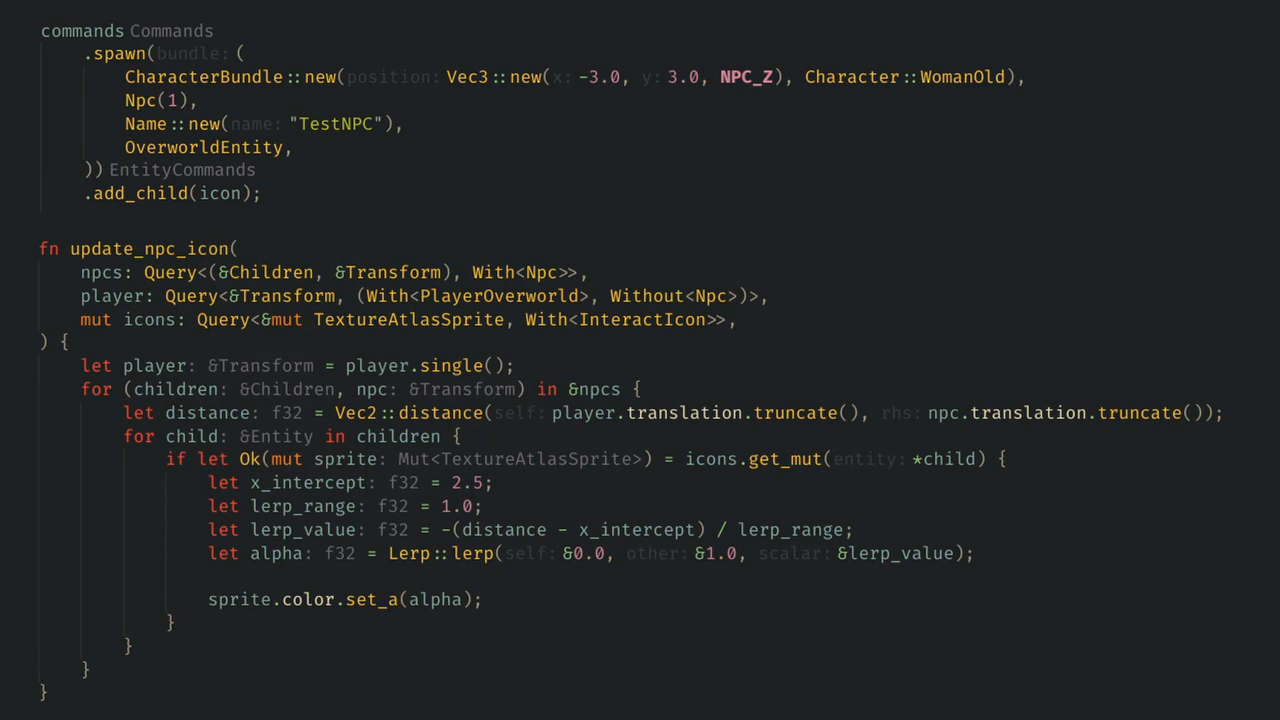 commands Commands
    .spawn(bundle: (
        CharacterBundle::new(position: Vec3::new(x: -3.0, y: 3.0, NPC_Z), Character::WomanOld),
        Npc(1),
        Name::new(name: "TestNPC"),
        OverworldEntity,
    )) EntityCommands
    .add_child(icon);
fn update_npc_icon(
    npcs: Query<(&Children, &Transform), With<Npc>>,
    player: Query<&Transform, (With<PlayerOverworld>, Without<Npc>)>,
    mut icons: Query<&mut TextureAtlasSprite, With<InteractIcon>>,
) {
    let player: &Transform = player.single();
    for (children: &Children, npc: &Transform) in &npcs {
        let distance: f32 = Vec2::distance(self: player.translation.truncate(), rhs: npc.translation.truncate());
        for child: &Entity in children {
            if let Ok(mut sprite: Mut<TextureAtlasSprite>) = icons.get_mut(entity: *child) {
                let x_intercept: f32 = 2.5;
                let lerp_range: f32 = 1.0;
                let lerp_value: f32 = -(distance - x_intercept) / lerp_range;
                let alpha: f32 = Lerp::lerp(self: &0.0, other: &1.0, scalar: &lerp_value);
                sprite.color.set_a(alpha);
            }
        }
    }
}